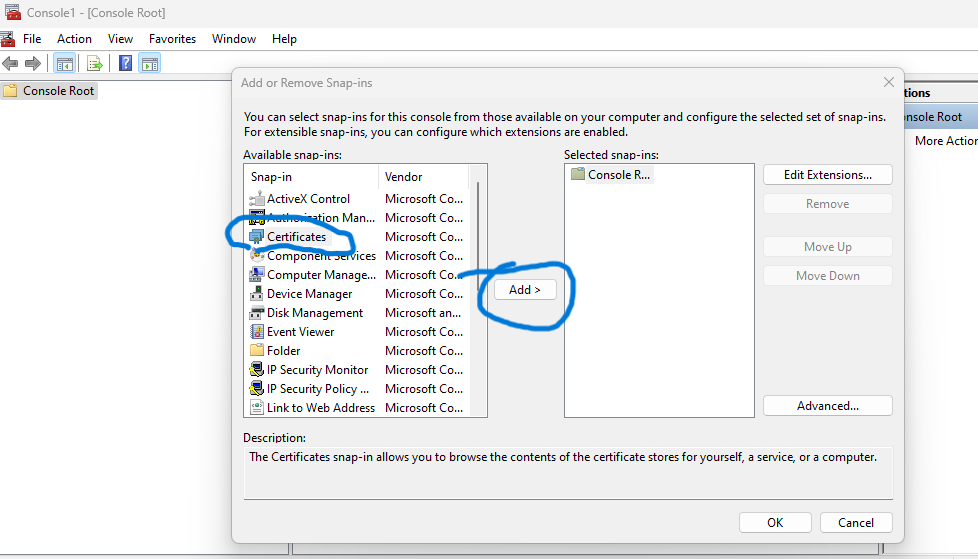 Console1 - [Console Root]
File Action View Favorites Window Help
Console Root
Add or Remove Snap-ins
You can select snap-ins for this console from those available on your computer and configure the selected set of snap-ins.
For extensible snap-ins, you can configure which extensions are enabled.
Available snap-ins:
Snap-in Vendor
ActiveX Control Microsoft Co...
Authorization Man... Microsoft Co...
Certificates Microsoft Co...
Component Services Microsoft Co...
Computer Manage... Microsoft Co...
Device Manager Microsoft Co...
Disk Management Microsoft an...
Event Viewer Microsoft Co...
Folder Microsoft Co...
IP Security Monitor Microsoft Co...
IP Security Policy ... Microsoft Co...
Link to Web Address Microsoft Co...
Add >
Selected snap-ins:
Console R...
Edit Extensions...
Remove
Move Up
Move Down
Advanced...
Description:
The Certificates snap-in allows you to browse the contents of the certificate stores for yourself, a service, or a computer.
OK Cancel
tions
onsole Root
More Action